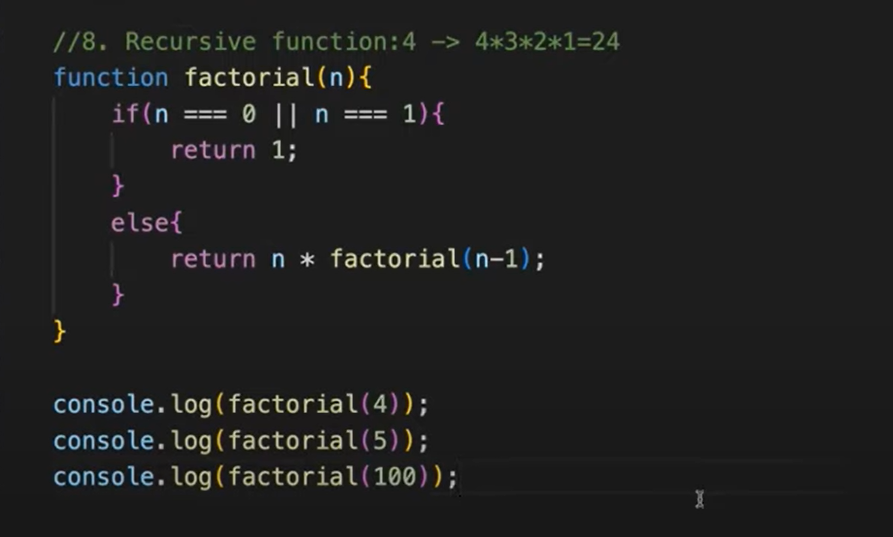 //8. Recursive function:4 -> 4*3*2*1=24
function factorial(n){
    if(n === 0 || n === 1){
        return 1;
    }
    else{
        return n * factorial(n-1);
    }
}

console.log(factorial(4));
console.log(factorial(5));
console.log(factorial(100));